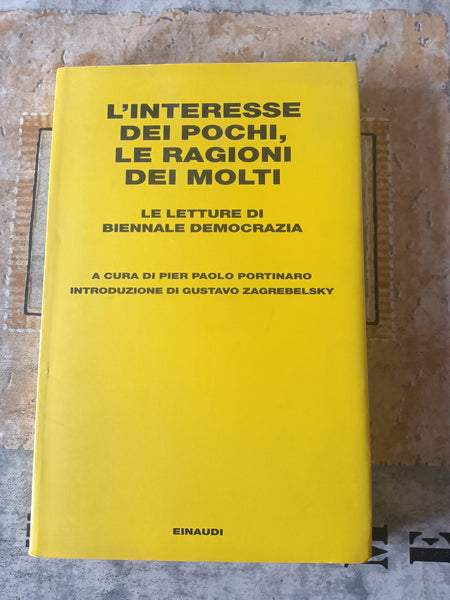 L'INTERESSE
DEI POCHI,
LE RAGIONI
DEI MOLTI
LE LETTURE DI
BIENNALE DEMOCRAZIA
A CURA DI PIER PAOLO PORTINARO
INTRODUZIONE DI GUSTAVO ZAGREBELSKY
EINAUDI